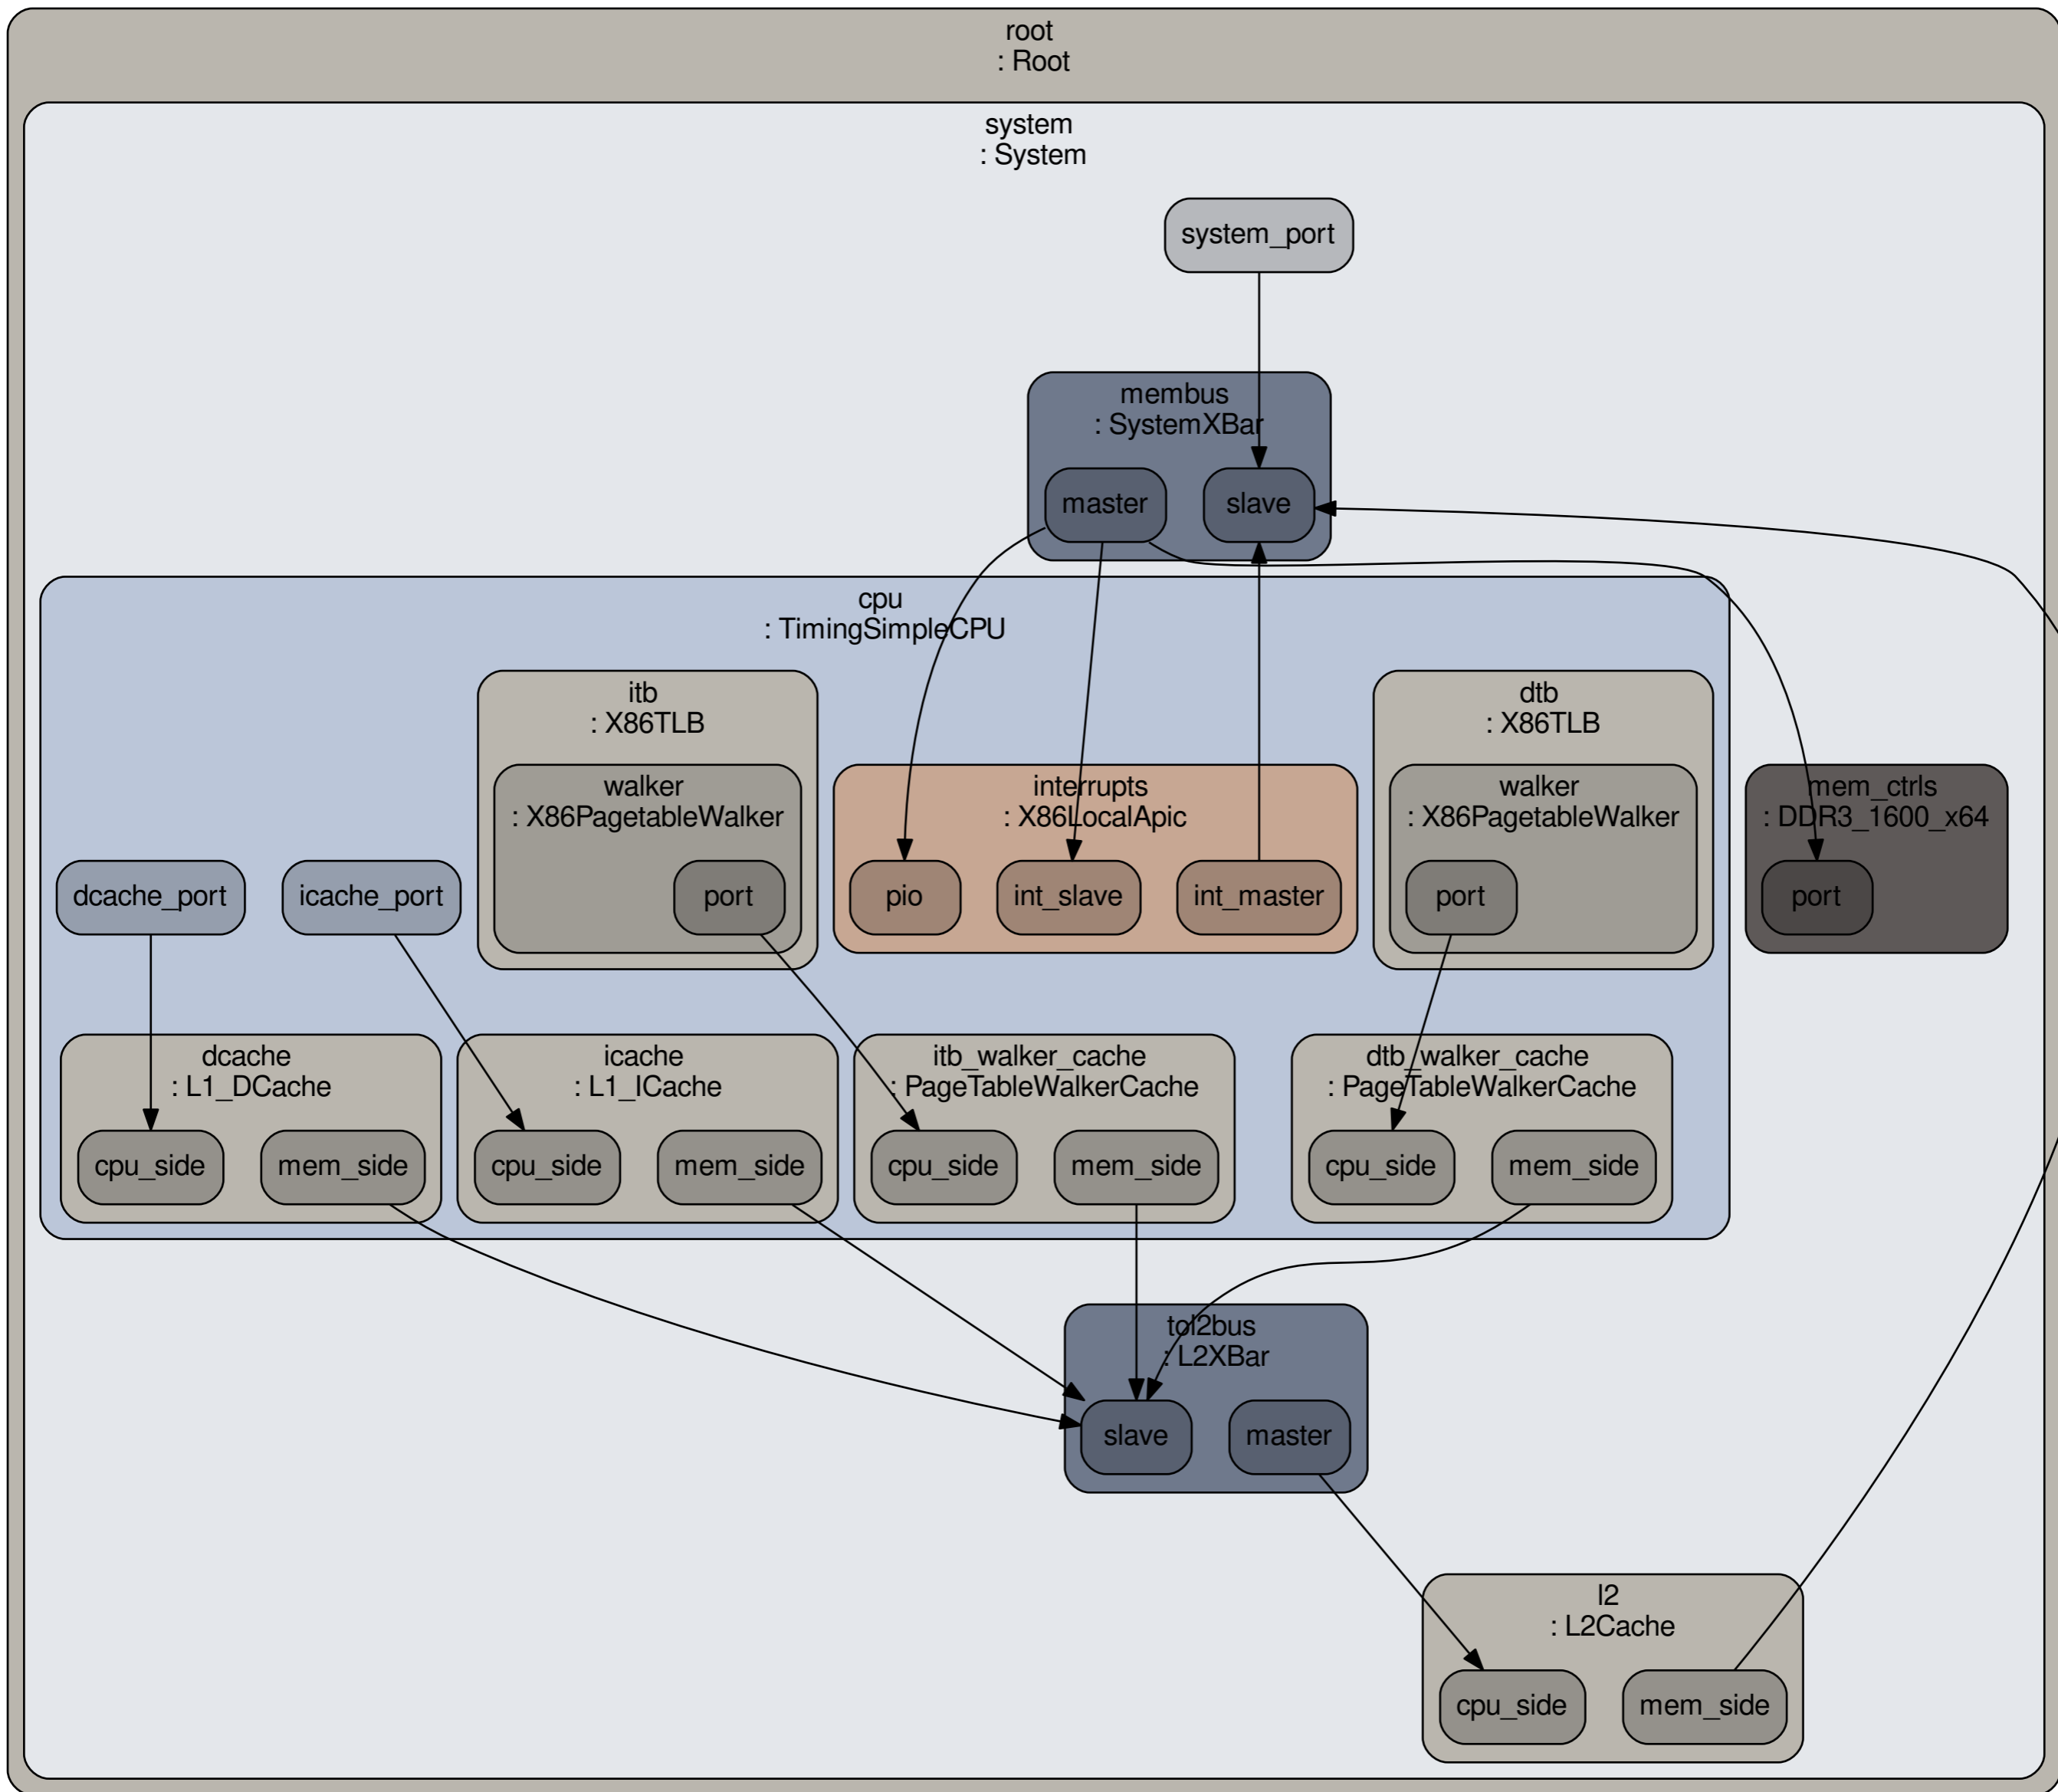 root
: Root
system
: System
system_port
membus
: SystemXBar
master
slave
cpu
: TimingSimpleCPU
itb
: X86TLB
walker
: X86PagetableWalker
port
interrupts
: X86LocalApic
pio
int_slave
int_master
dtb
: X86TLB
walker
: X86PagetableWalker
port
mem_ctrls
: DDR3_1600_x64
port
dcache_port
icache_port
dcache
: L1_DCache
cpu_side
mem_side
icache
: L1_ICache
cpu_side
mem_side
itb_walker_cache
: PageTableWalkerCache
cpu_side
mem_side
dtb_walker_cache
: PageTableWalkerCache
cpu_side
mem_side
tol2bus
: L2XBar
slave
master
l2
: L2Cache
cpu_side
mem_side